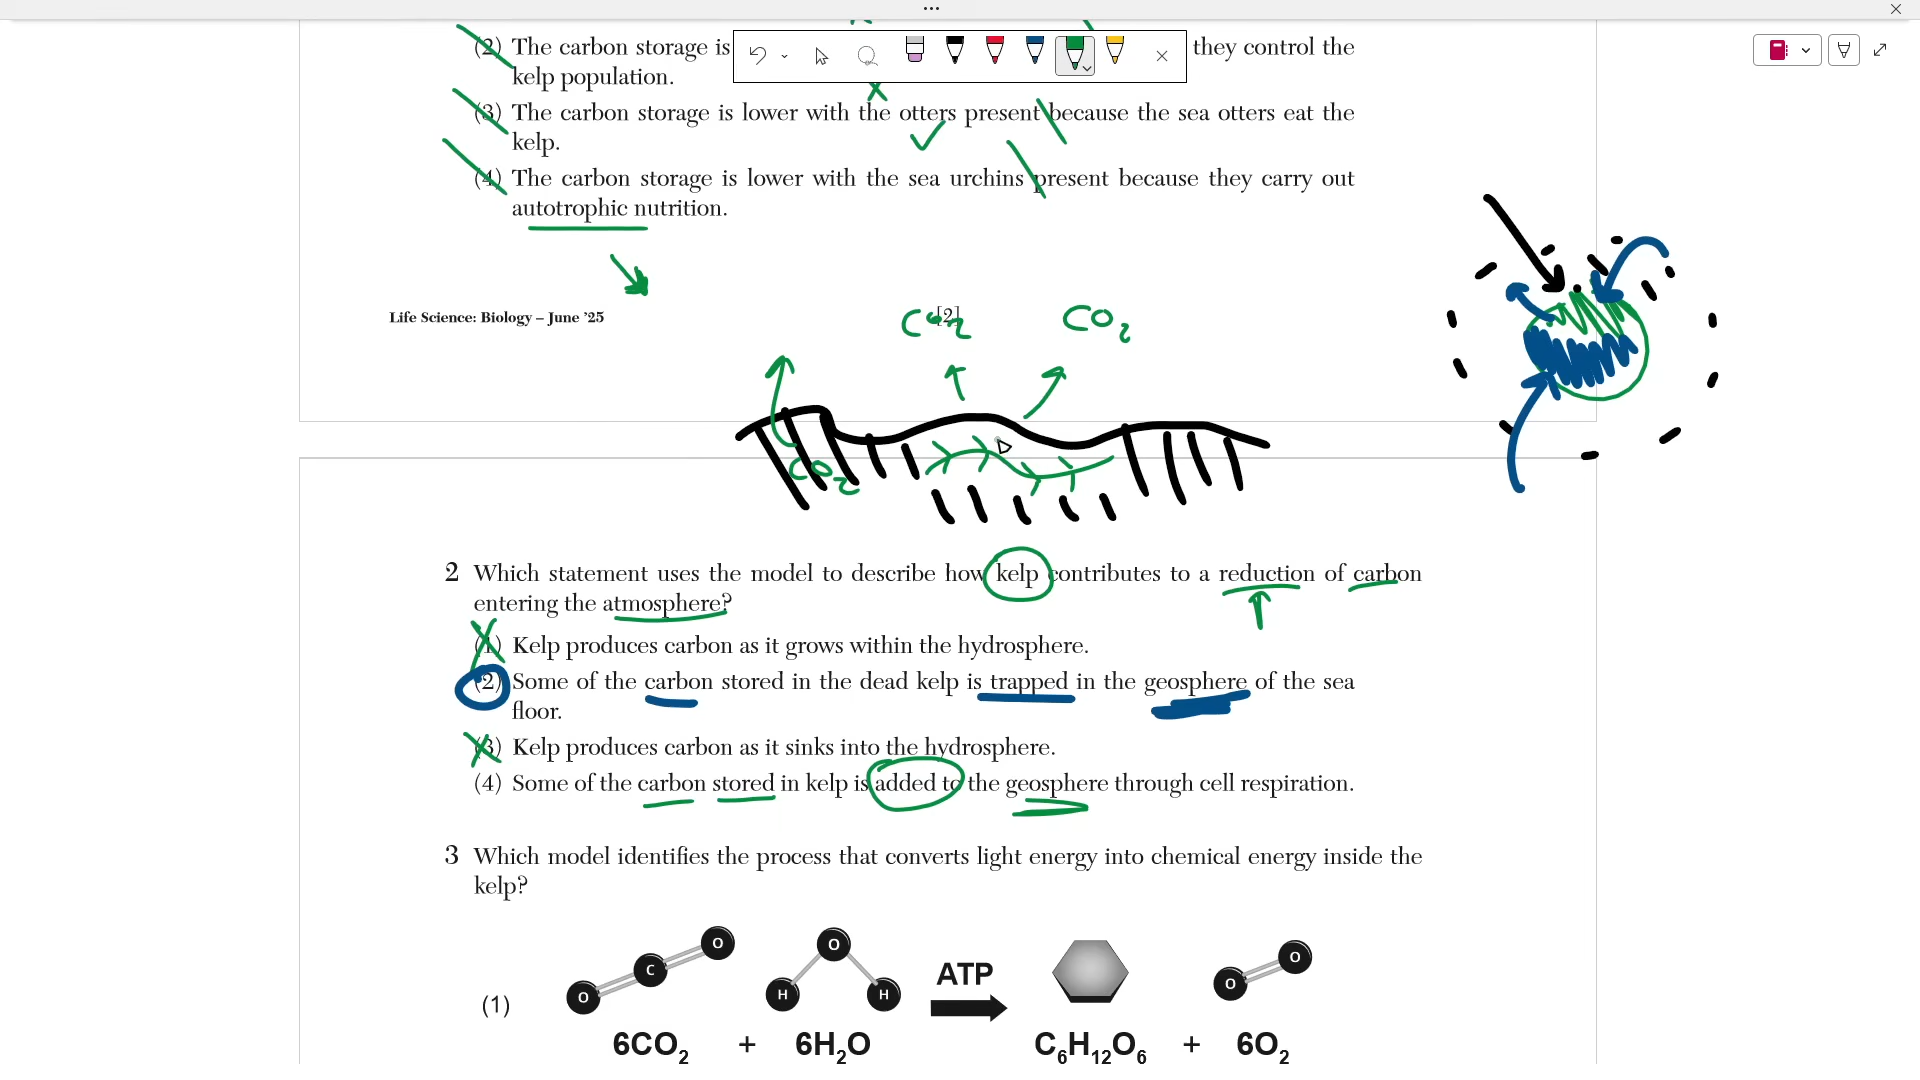 (2) The carbon storage is they control the
kelp population.
(3) The carbon storage is lower with the otters present because the sea otters eat the
kelp.
(4) The carbon storage is lower with the sea urchins present because they carry out
autotrophic nutrition.
Life Science: Biology – June ’25
[2]
CO2
CO2
CO2
2 Which statement uses the model to describe how kelp contributes to a reduction of carbon
entering the atmosphere?
(1) Kelp produces carbon as it grows within the hydrosphere.
(2) Some of the carbon stored in the dead kelp is trapped in the geosphere of the sea
floor.
(3) Kelp produces carbon as it sinks into the hydrosphere.
(4) Some of the carbon stored in kelp is added to the geosphere through cell respiration.
3 Which model identifies the process that converts light energy into chemical energy inside the
kelp?
O C O O H H ATP O O
(1)
6CO2 + 6H2O C6H12O6 + 6O2